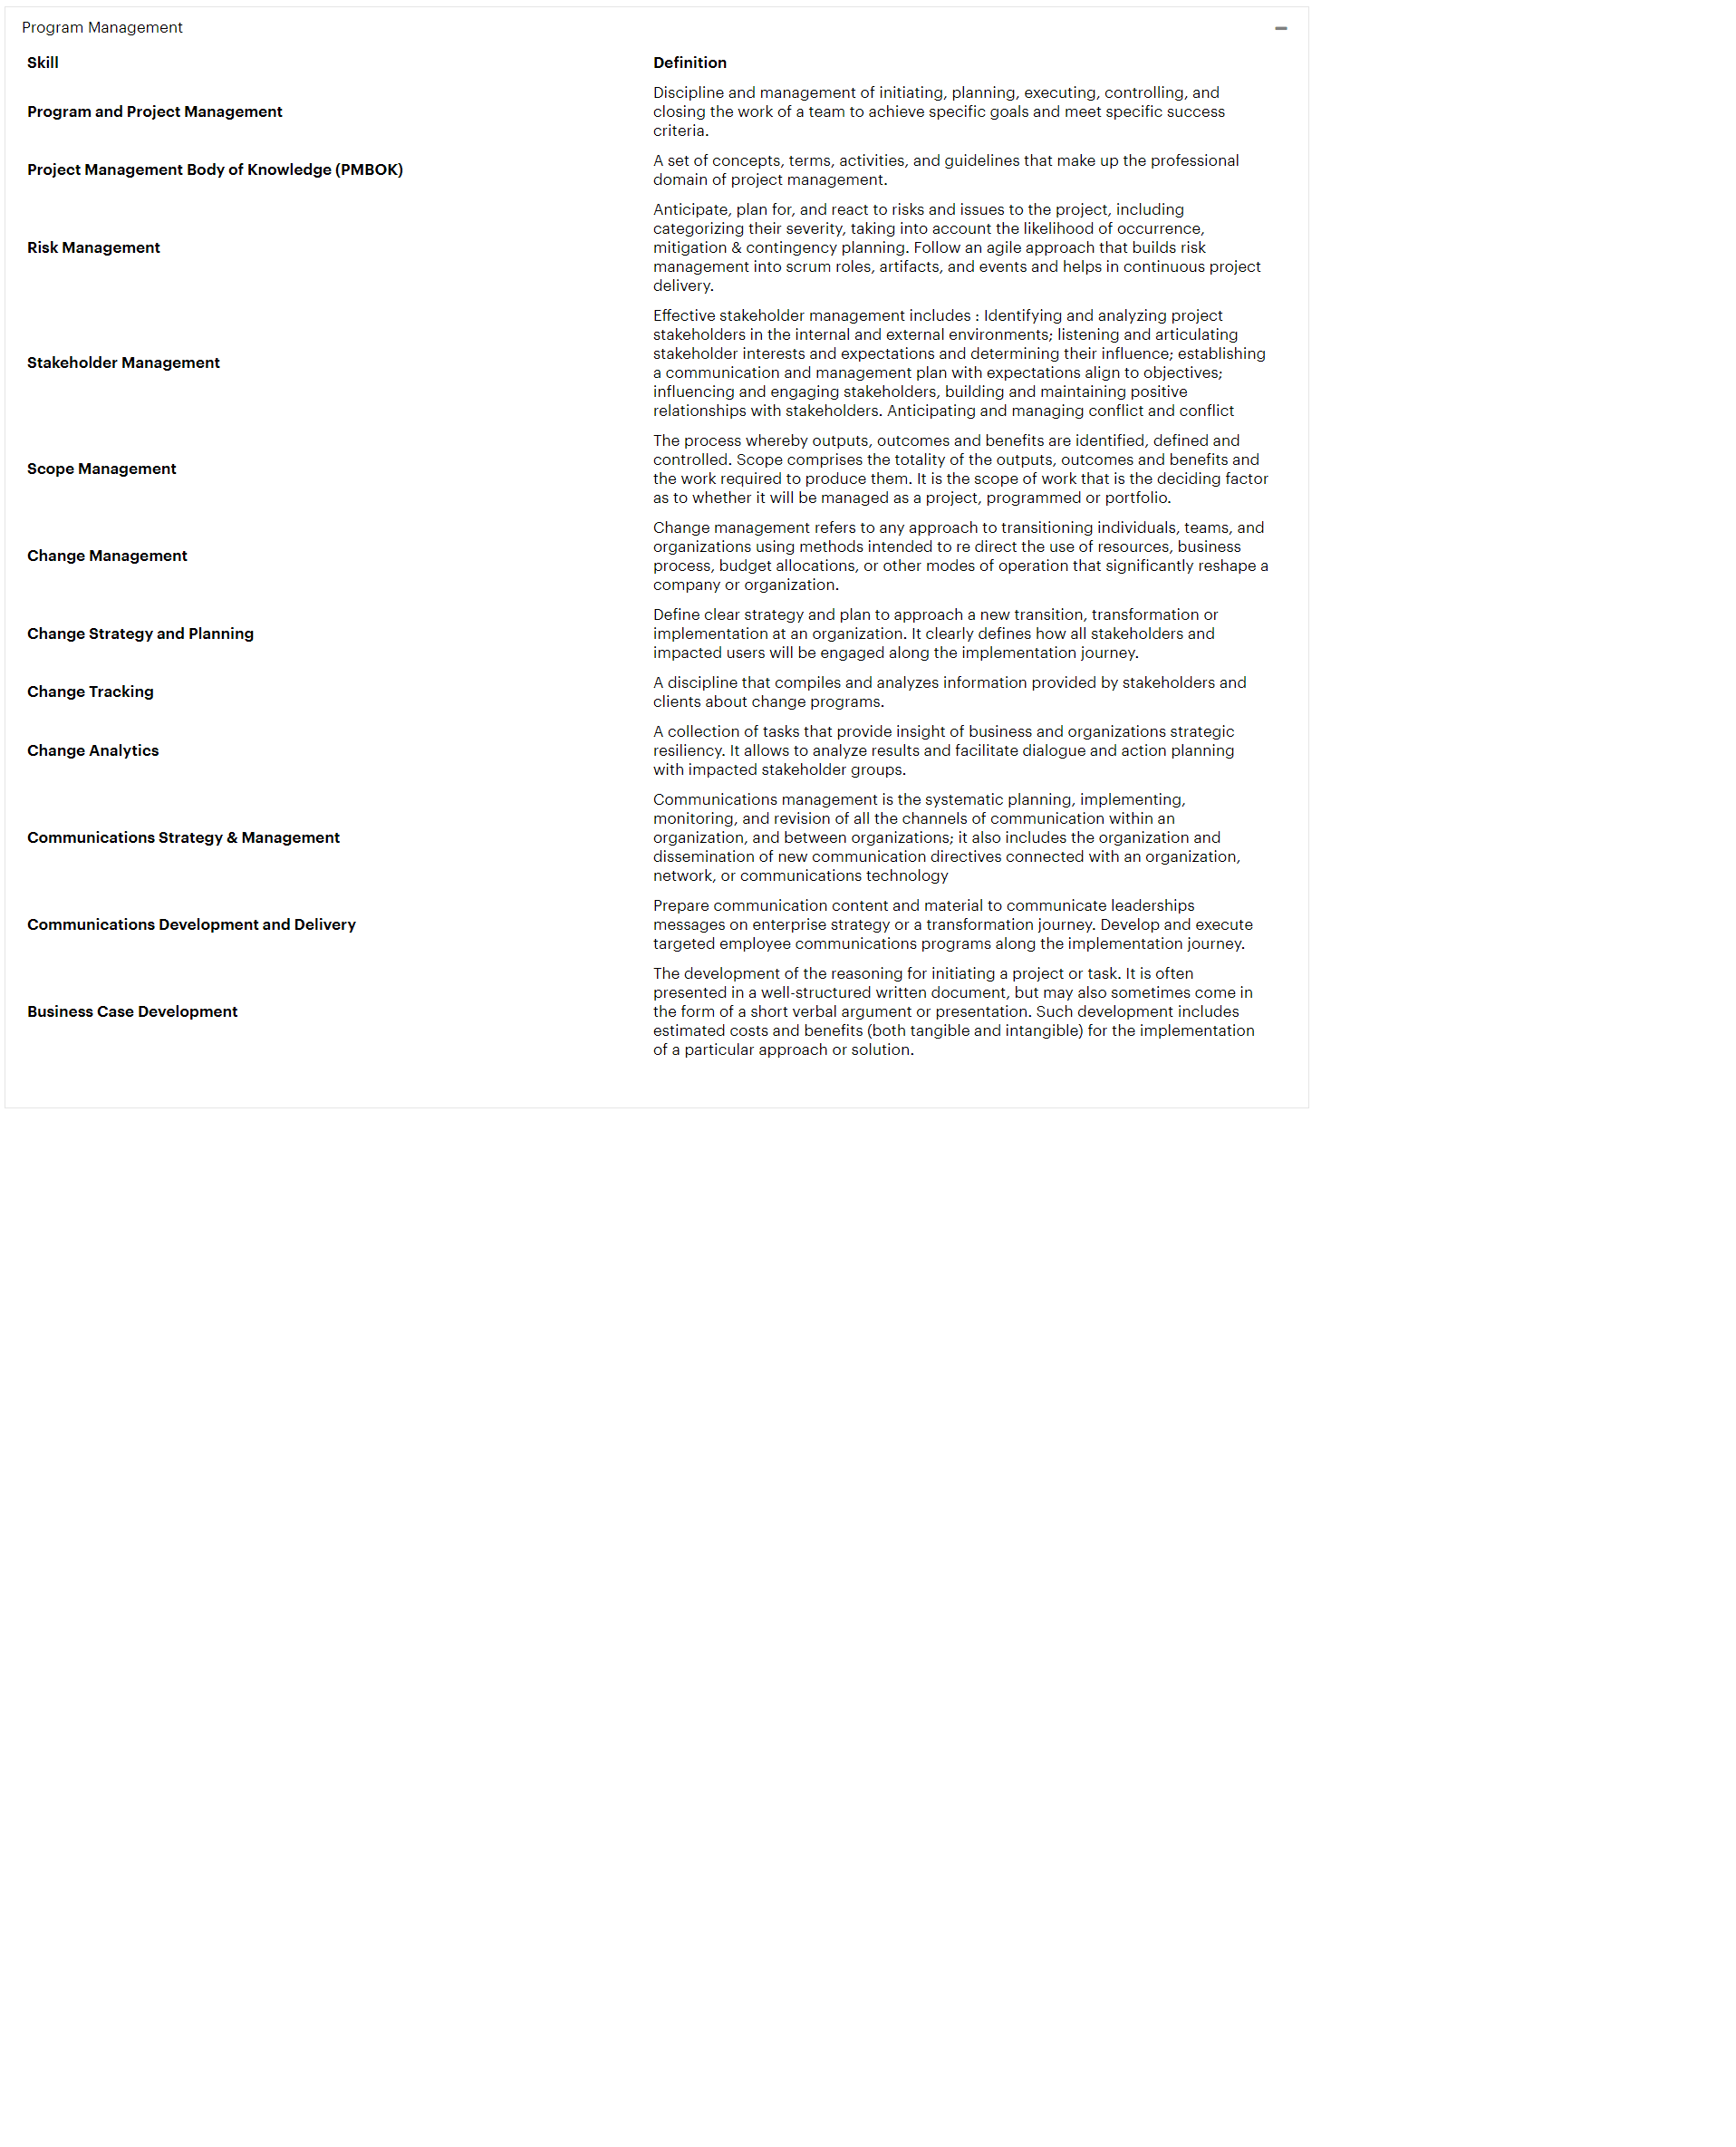 Program Management
Skill
Definition
Program and Project Management
Discipline and management of initiating, planning, executing, controlling, and
closing the work of a team to achieve specific goals and meet specific success
criteria.
Project Management Body of Knowledge (PMBOK)
A set of concepts, terms, activities, and guidelines that make up the professional
domain of project management.
Risk Management
Anticipate, plan for, and react to risks and issues to the project, including
categorizing their severity, taking into account the likelihood of occurrence,
mitigation & contingency planning. Follow an agile approach that builds risk
management into scrum roles, artifacts, and events and helps in continuous project
delivery.
Stakeholder Management
Effective stakeholder management includes : Identifying and analyzing project
stakeholders in the internal and external environments; listening and articulating
stakeholder interests and expectations and determining their influence; establishing
a communication and management plan with expectations align to objectives;
influencing and engaging stakeholders, building and maintaining positive
relationships with stakeholders. Anticipating and managing conflict and conflict
Scope Management
The process whereby outputs, outcomes and benefits are identified, defined and
controlled. Scope comprises the totality of the outputs, outcomes and benefits and
the work required to produce them. It is the scope of work that is the deciding factor
as to whether it will be managed as a project, programmed or portfolio.
Change Management
Change management refers to any approach to transitioning individuals, teams, and
organizations using methods intended to re direct the use of resources, business
process, budget allocations, or other modes of operation that significantly reshape a
company or organization.
Change Strategy and Planning
Define clear strategy and plan to approach a new transition, transformation or
implementation at an organization. It clearly defines how all stakeholders and
impacted users will be engaged along the implementation journey.
Change Tracking
A discipline that compiles and analyzes information provided by stakeholders and
clients about change programs.
Change Analytics
A collection of tasks that provide insight of business and organizations strategic
resiliency. It allows to analyze results and facilitate dialogue and action planning
with impacted stakeholder groups.
Communications Strategy & Management
Communications management is the systematic planning, implementing,
monitoring, and revision of all the channels of communication within an
organization, and between organizations; it also includes the organization and
dissemination of new communication directives connected with an organization,
network, or communications technology
Communications Development and Delivery
Prepare communication content and material to communicate leaderships
messages on enterprise strategy or a transformation journey. Develop and execute
targeted employee communications programs along the implementation journey.
Business Case Development
The development of the reasoning for initiating a project or task. It is often
presented in a well-structured written document, but may also sometimes come in
the form of a short verbal argument or presentation. Such development includes
estimated costs and benefits (both tangible and intangible) for the implementation
of a particular approach or solution.